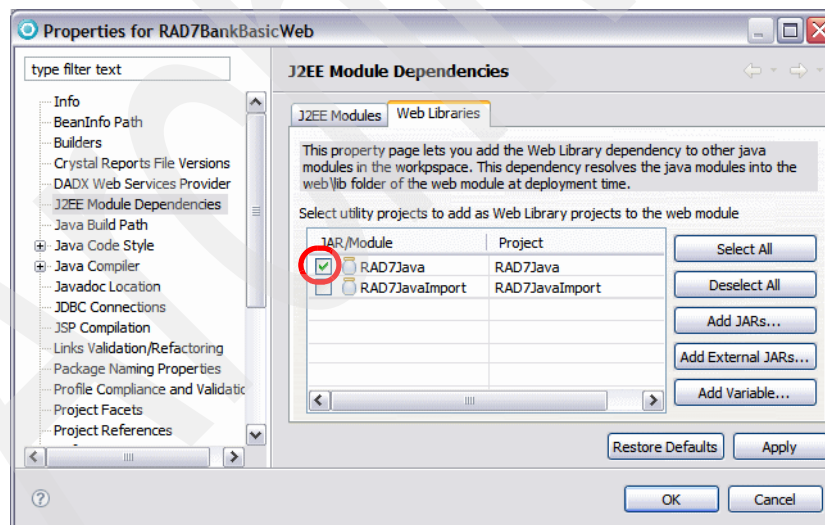 Properties for RAD7BankBasicWeb
type filter text
Info
BeanInfo Path
Builders
Crystal Reports File Versions
DADX Web Services Provider
J2EE Module Dependencies
Java Build Path
Java Code Style
Java Compiler
Javadoc Location
JDBC Connections
JSP Compilation
Links Validation/Refactoring
Package Naming Properties
Profile Compliance and Validatic
Project Facets
Project References
J2EE Module Dependencies
J2EE Modules Web Libraries
This property page lets you add the Web Library dependency to other java
modules in the workpspace. This dependency resolves the java modules into the
web\lib folder of the web module at deployment time.
Select utility projects to add as Web Library projects to the web module
JAR/Module Project
RAD7Java RAD7Java
RAD7JavaImport RAD7JavaImport
Select All
Deselect All
Add JARs...
Add External JARs...
Add Variable...
Restore Defaults Apply
OK Cancel